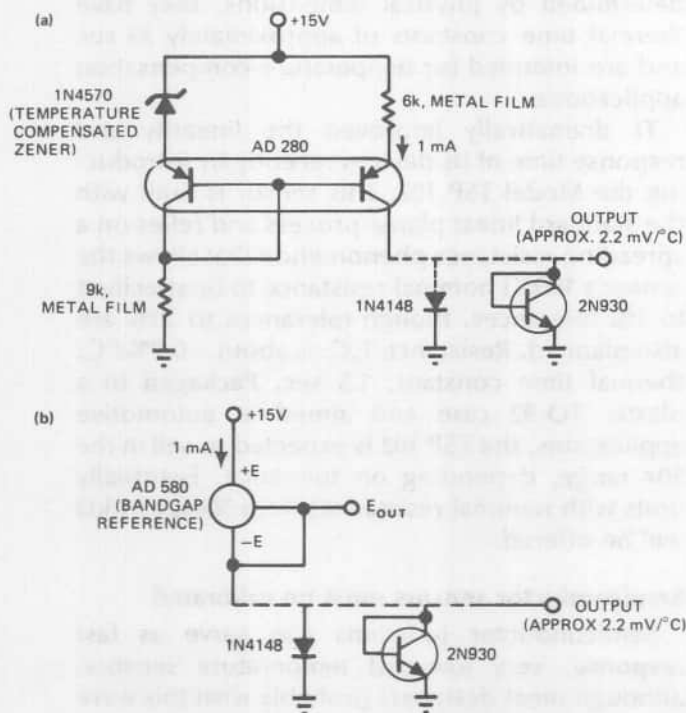 (a)
+15V
1N4570
(TEMPERATURE
COMPENSATED
ZENER)
6k, METAL FILM
AD 280
1 mA
OUTPUT
(APPROX 2.2 mV/°C)
9k,
METAL FILM
1N4148
2N930
(b)
+15V
1 mA
+E
AD 580
(BANDGAP
REFERENCE)
EOUT
−E
OUTPUT
(APPROX 2.2 mV/°C)
1N4148
2N930